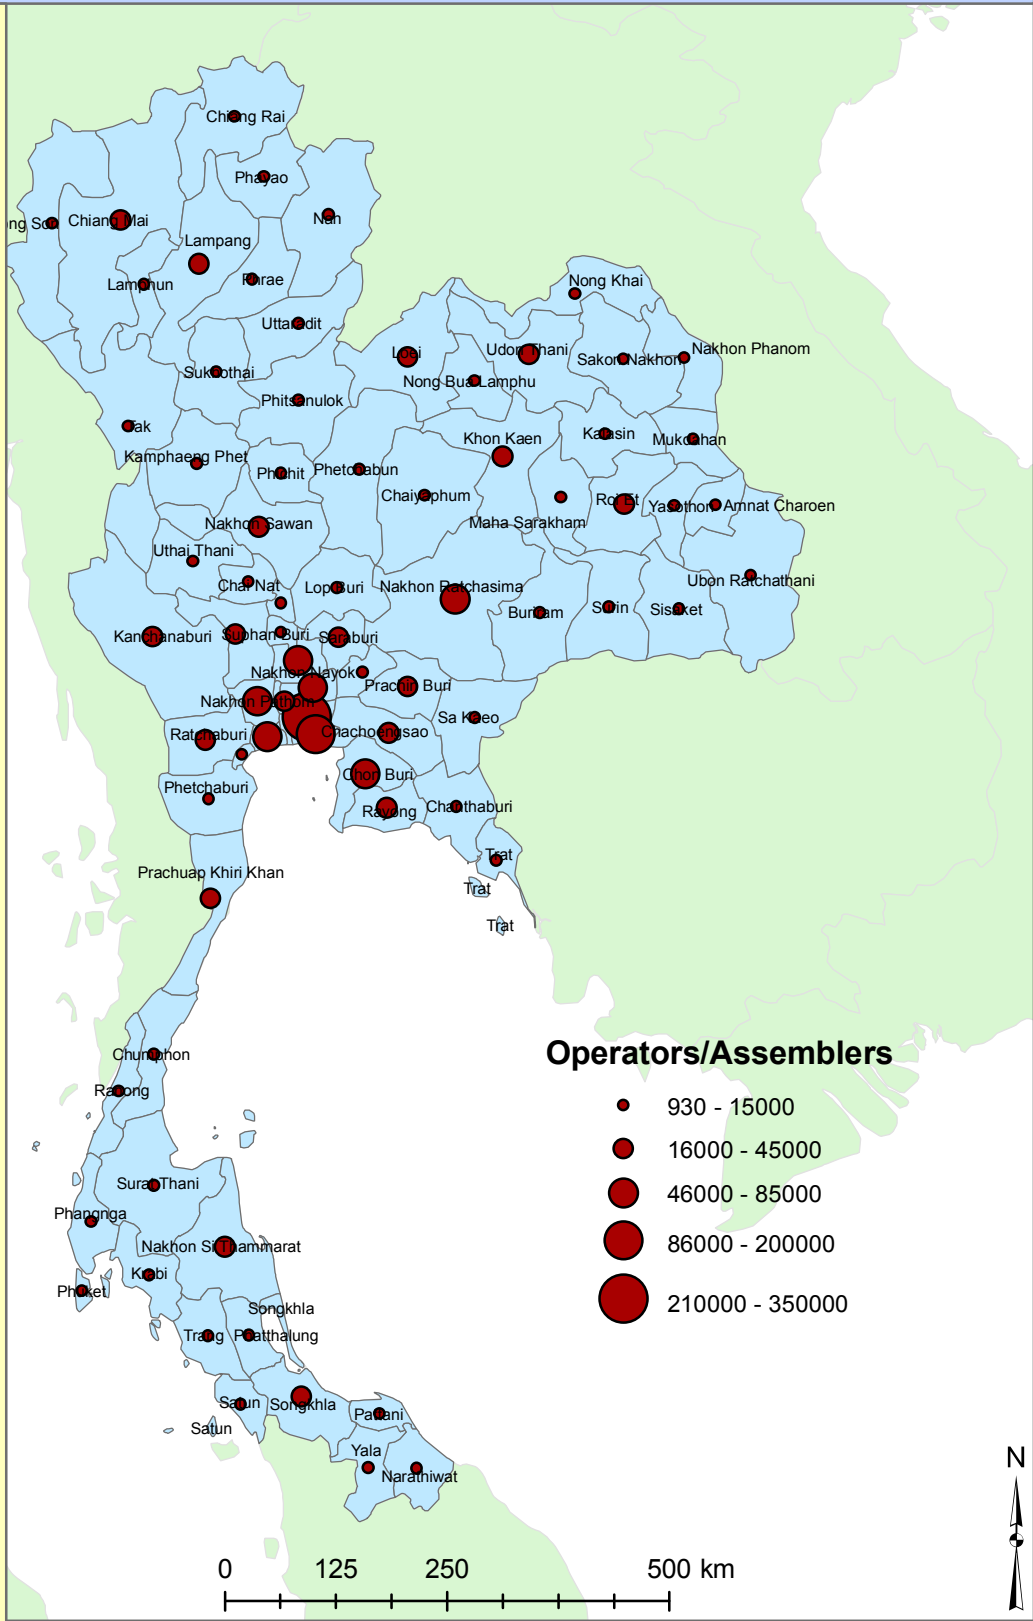 Chiang Rai
Phayao
Nan
ng Son
Chiang Mai
Lampang
Lamphun
Phrae
Nong Khai
Uttaradit
Loei
Udon Thani
Sakon Nakhon
Nakhon Phanom
Sukhothai
Nong Bua Lamphu
Phitsanulok
Tak
Khon Kaen
Kalasin
Mukdahan
Kamphaeng Phet
Phichit
Phetchabun
Chaiyaphum
Roi Et
Yasothon
Amnat Charoen
Nakhon Sawan
Maha Sarakham
Uthai Thani
Chai Nat
Lop Buri
Nakhon Ratchasima
Ubon Ratchathani
Buriram
Surin
Sisaket
Kanchanaburi
Suphan Buri
Saraburi
Nakhon Nayok
Prachin Buri
Nakhon Pathom
Sa Kaeo
Ratchaburi
Chachoengsao
Chon Buri
Phetchaburi
Rayong
Chanthaburi
Trat
Prachuap Khiri Khan
Trat
Trat
Operators/Assemblers
Chumphon
Ranong
930 - 15000
16000 - 45000
Surat Thani
46000 - 85000
Phangnga
Nakhon Si Thammarat
86000 - 200000
Krabi
Phuket
210000 - 350000
Songkhla
Trang
Phatthalung
Satun
Songkhla
Pattani
Satun
Yala
Narathiwat
N
0 125 250 500 km